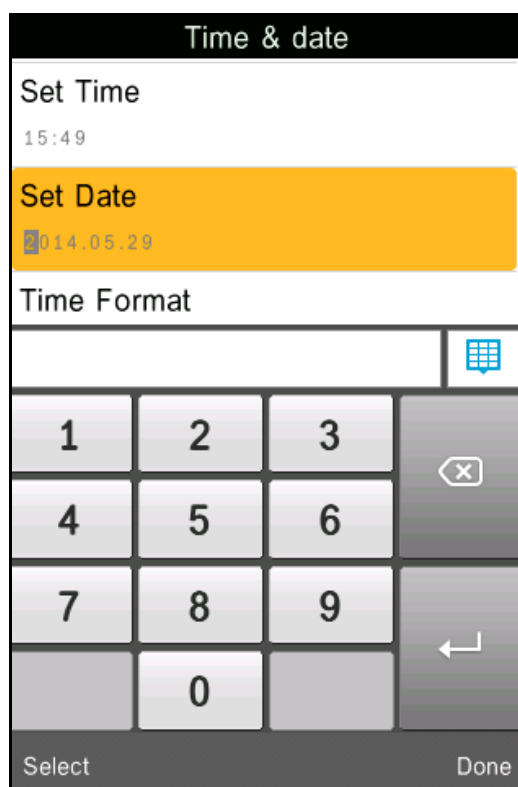 Time & date
Set Time
15:49
Set Date
2014.05.29
Time Format
1 2 3
4 5 6
7 8 9
0
Select Done